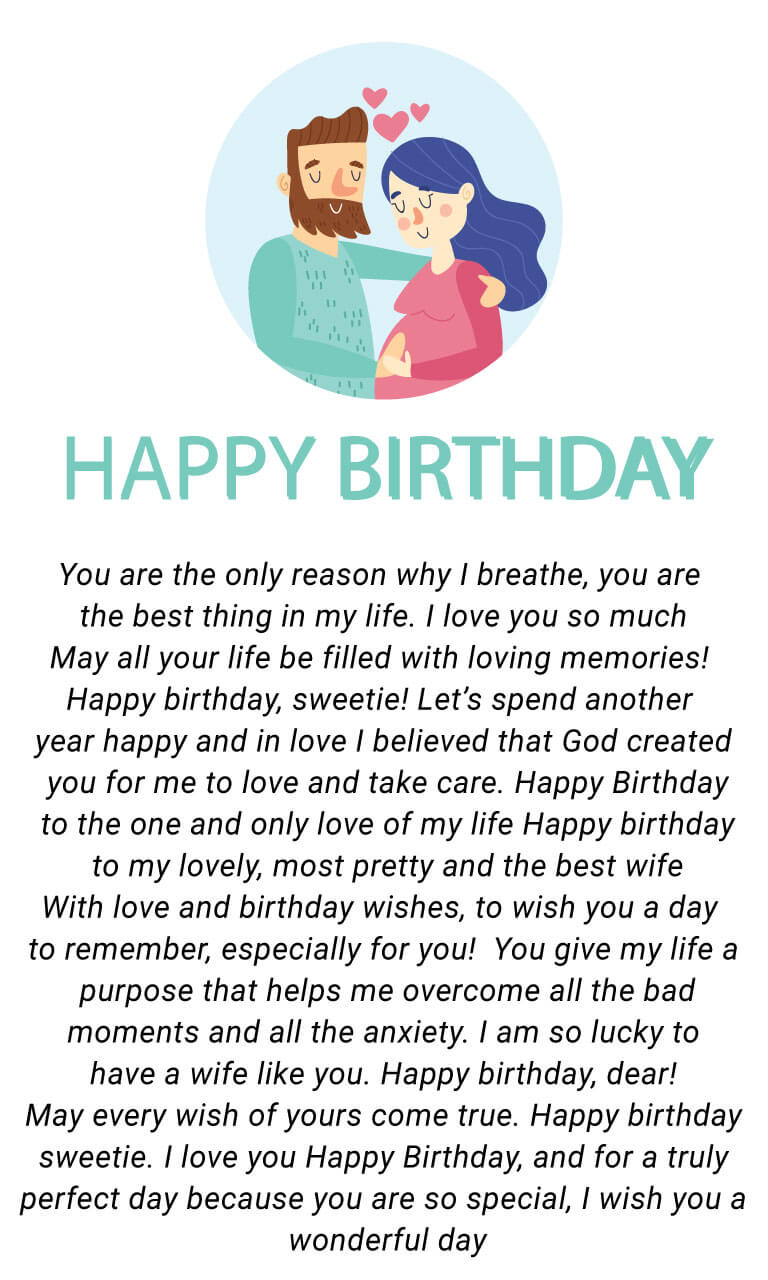 HAPPY BIRTHDAY
You are the only reason why I breathe, you are
the best thing in my life. I love you so much
May all your life be filled with loving memories!
Happy birthday, sweetie! Let’s spend another
year happy and in love I believed that God created
you for me to love and take care. Happy Birthday
to the one and only love of my life Happy birthday
to my lovely, most pretty and the best wife
With love and birthday wishes, to wish you a day
to remember, especially for you!  You give my life a
purpose that helps me overcome all the bad
moments and all the anxiety. I am so lucky to
have a wife like you. Happy birthday, dear!
May every wish of yours come true. Happy birthday
sweetie. I love you Happy Birthday, and for a truly
perfect day because you are so special, I wish you a
wonderful day